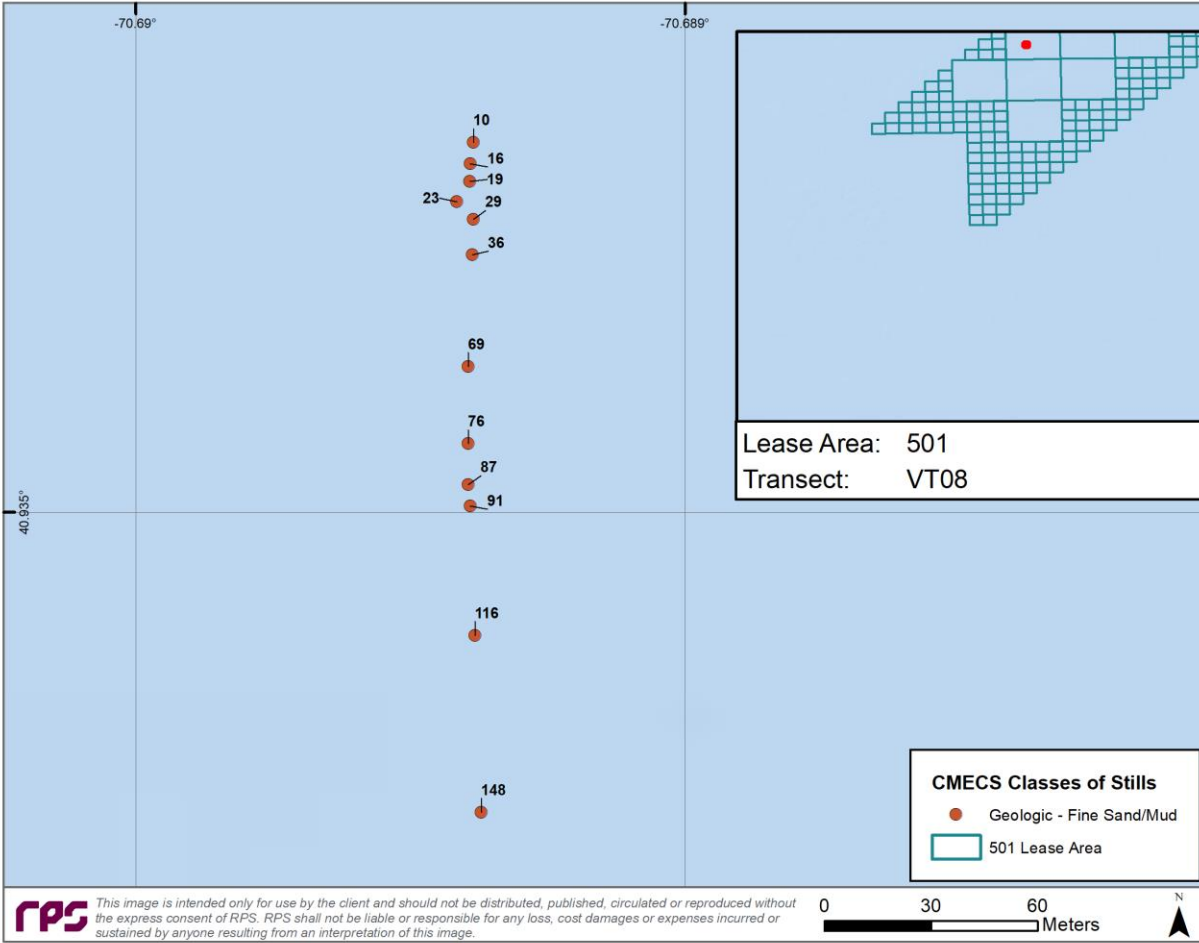 -70.69°
-70.689°
10
16
19
23
29
36
69
76
87
91
40.935°
116
148
Lease Area: 501
Transect: VT08
CMECS Classes of Stills
Geologic - Fine Sand/Mud
501 Lease Area
rps
This image is intended only for use by the client and should not be distributed, published, circulated or reproduced without
the express consent of RPS. RPS shall not be liable or responsible for any loss, cost damages or expenses incurred or
sustained by anyone resulting from an interpretation of this image.
0 30 60
Meters
N